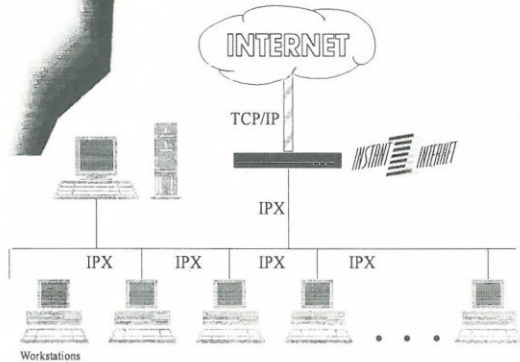 INTERNET
TCP/IP
INSTANT INTERNET
IPX
IPX IPX IPX IPX
Workstations